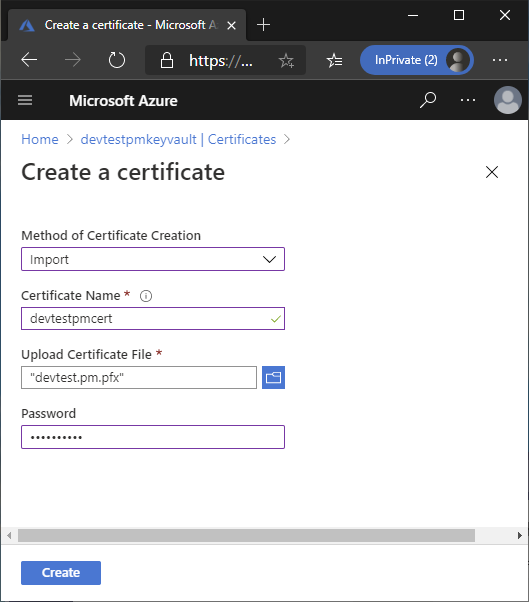 Create a certificate - Microsoft A
https://...
InPrivate (2)
Microsoft Azure
Home > devtestpmkeyvault | Certificates >
Create a certificate
Method of Certificate Creation
Import
Certificate Name *
devtestpmcert
Upload Certificate File *
"devtest.pm.pfx"
Password
••••••••••
Create